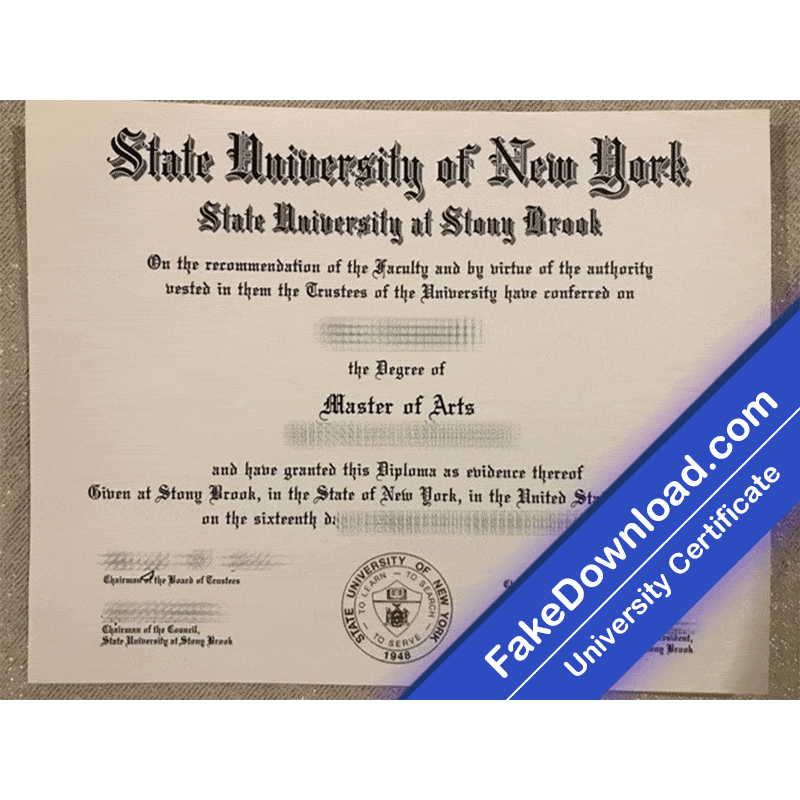 State University of New York
State University at Stony Brook
On the recommendation of the Faculty and by virtue of the authority
vested in them the Trustees of the University have conferred on
the Degree of
Master of Arts
and have granted this Diploma as evidence thereof
Given at Stony Brook, in the State of New York, in the United
on the sixteenth
Chairman of the Board of Trustees
Chairman of the Council,
State University at Stony Brook
STATE UNIVERSITY OF NEW YORK
TO LEARN — TO SEARCH — TO SERVE
1948
Brook
FakeDownload.com
University Certificate